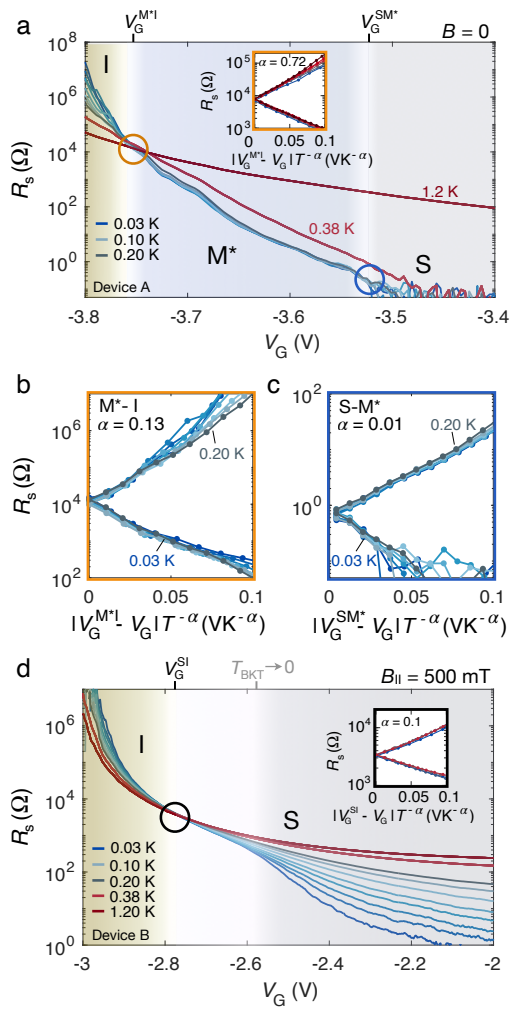 a
V_G^M*I
V_G^SM*
B = 0
10^8
10^6
10^4
10^2
10^0
R_s (Ω)
I
M*
S
1.2 K
0.38 K
0.03 K
0.10 K
0.20 K
Device A
-3.8
-3.7
-3.6
-3.5
-3.4
V_G (V)
10^5
10^4
10^3
R_s (Ω)
α = 0.72
0
0.05
0.1
|V_G^M*I - V_G|T^-α (VK^-α)
b
M*- I
α = 0.13
0.20 K
0.03 K
10^6
10^4
10^2
R_s (Ω)
0
0.05
0.1
|V_G^M*I - V_G|T^-α (VK^-α)
c
S-M*
α = 0.01
0.20 K
0.03 K
10^2
10^0
0
0.05
0.1
|V_G^SM* - V_G|T^-α (VK^-α)
d
V_G^SI
T_BKT→0
B_II = 500 mT
10^6
10^4
10^2
10^0
R_s (Ω)
I
S
0.03 K
0.10 K
0.20 K
0.38 K
1.20 K
Device B
-3
-2.8
-2.6
-2.4
-2.2
-2
V_G (V)
10^4
10^3
R_s (Ω)
α = 0.1
0
0.05
0.1
|V_G^SI - V_G|T^-α (VK^-α)